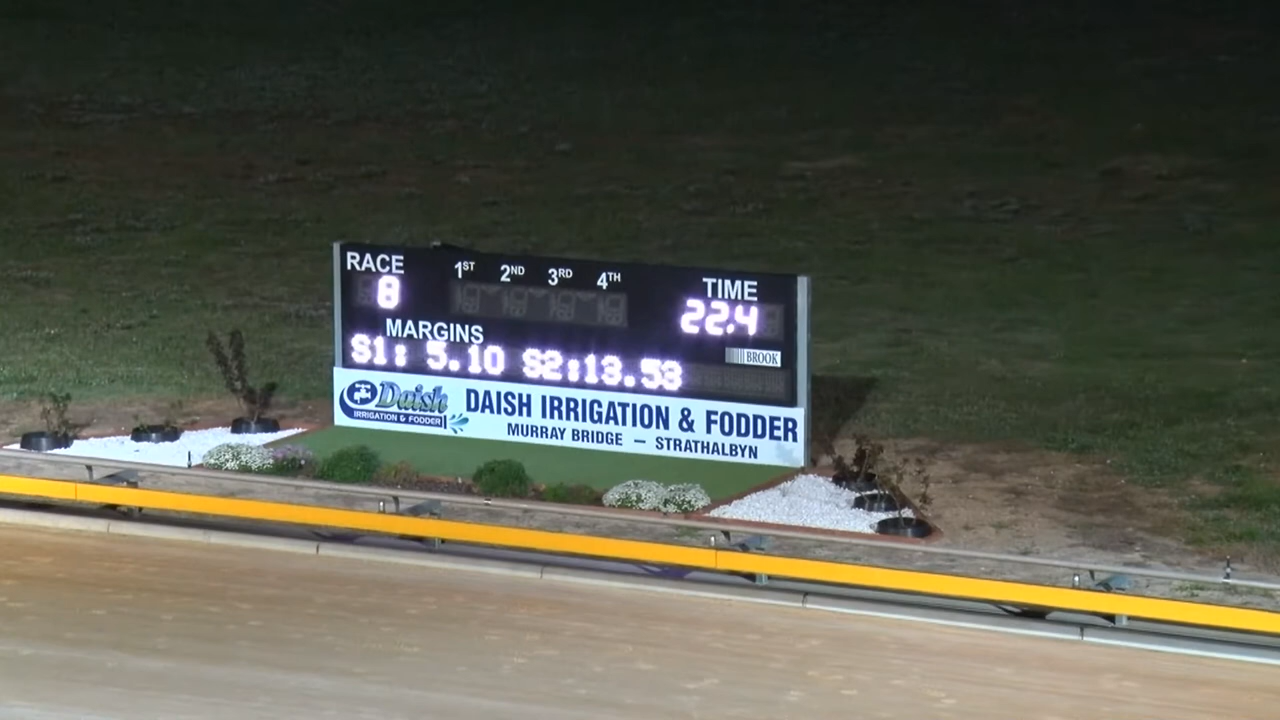 RACE 1ST 2ND 3RD 4TH TIME
8 22.4
MARGINS
S1: 5.10 S2:13.53
BROOK
Daish
IRRIGATION & FODDER
DAISH IRRIGATION & FODDER
MURRAY BRIDGE – STRATHALBYN